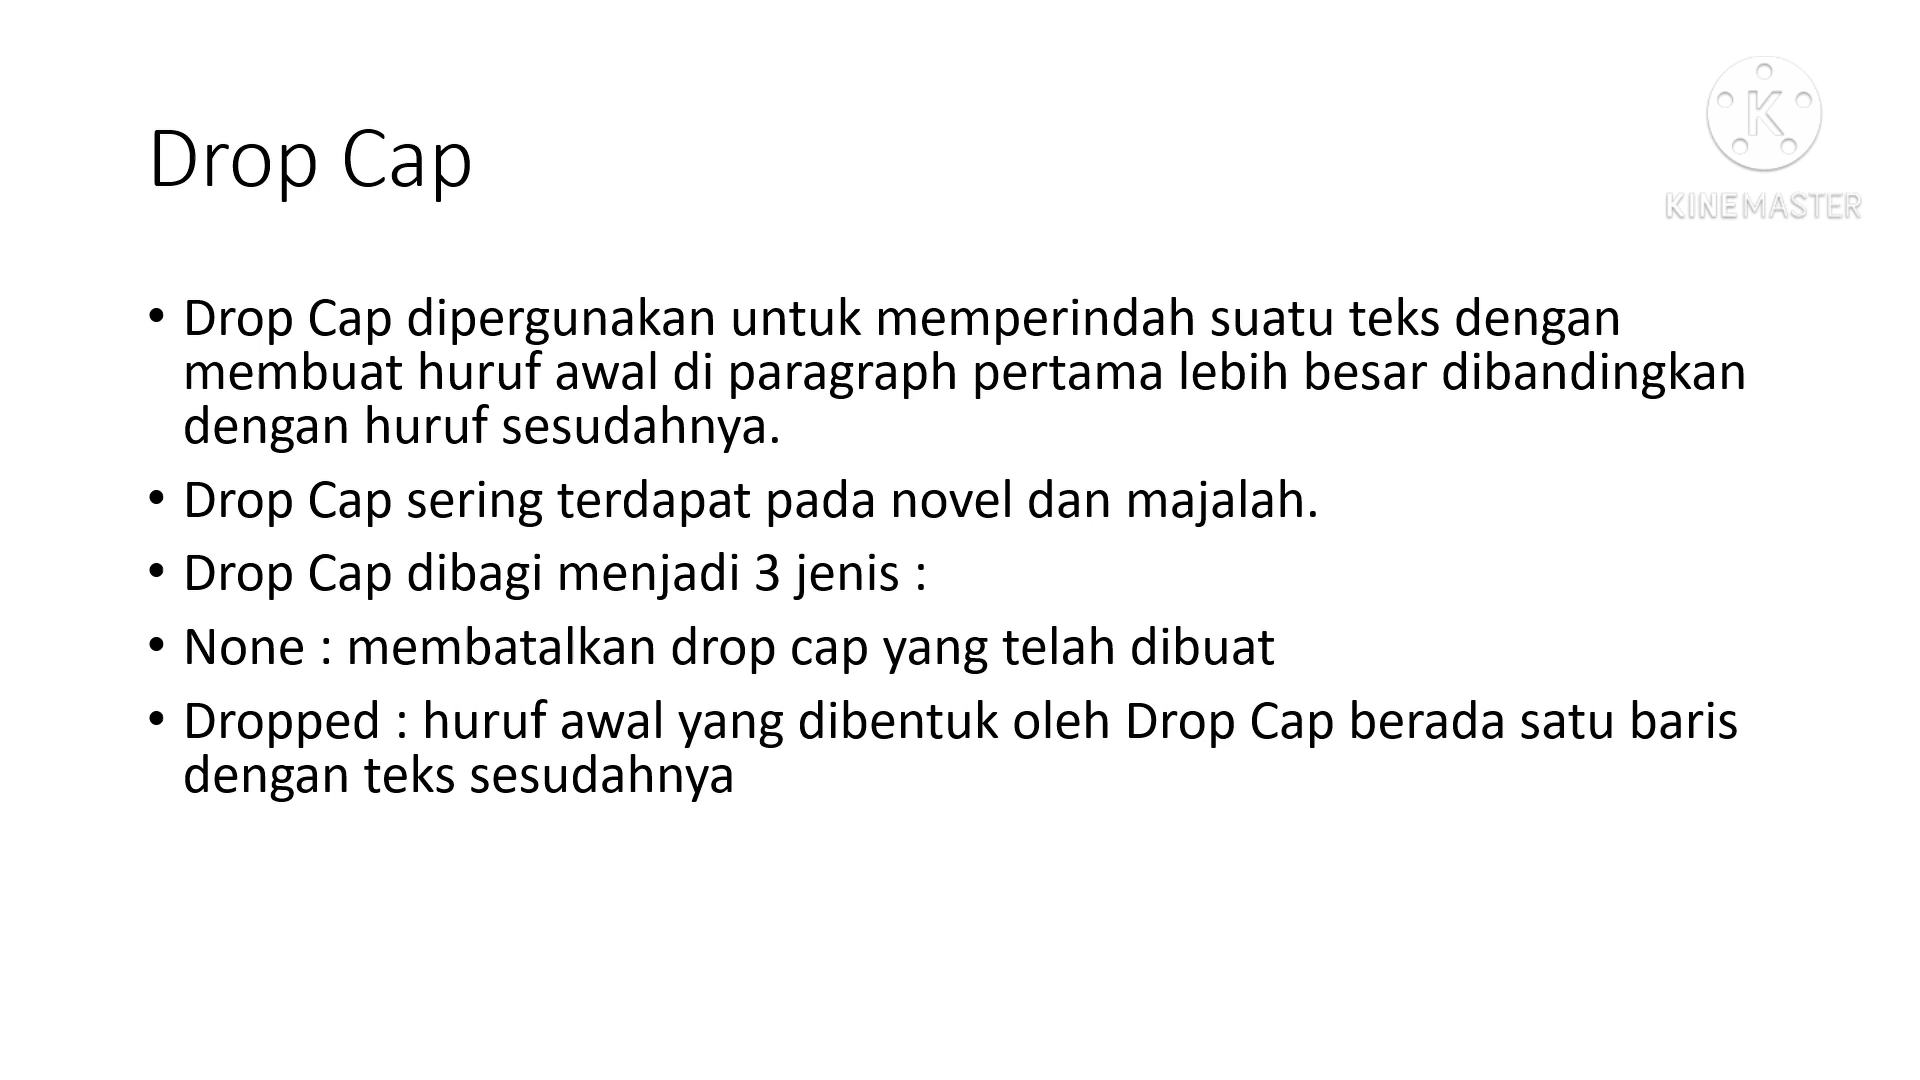 Drop Cap
K
KINEMASTER
• Drop Cap dipergunakan untuk memperindah suatu teks dengan
membuat huruf awal di paragraph pertama lebih besar dibandingkan
dengan huruf sesudahnya.
• Drop Cap sering terdapat pada novel dan majalah.
• Drop Cap dibagi menjadi 3 jenis :
• None : membatalkan drop cap yang telah dibuat
• Dropped : huruf awal yang dibentuk oleh Drop Cap berada satu baris
dengan teks sesudahnya